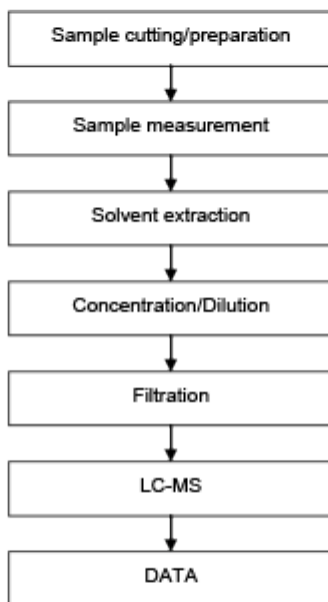 Sample cutting/preparation
Sample measurement
Solvent extraction
Concentration/Dilution
Filtration
LC-MS
DATA